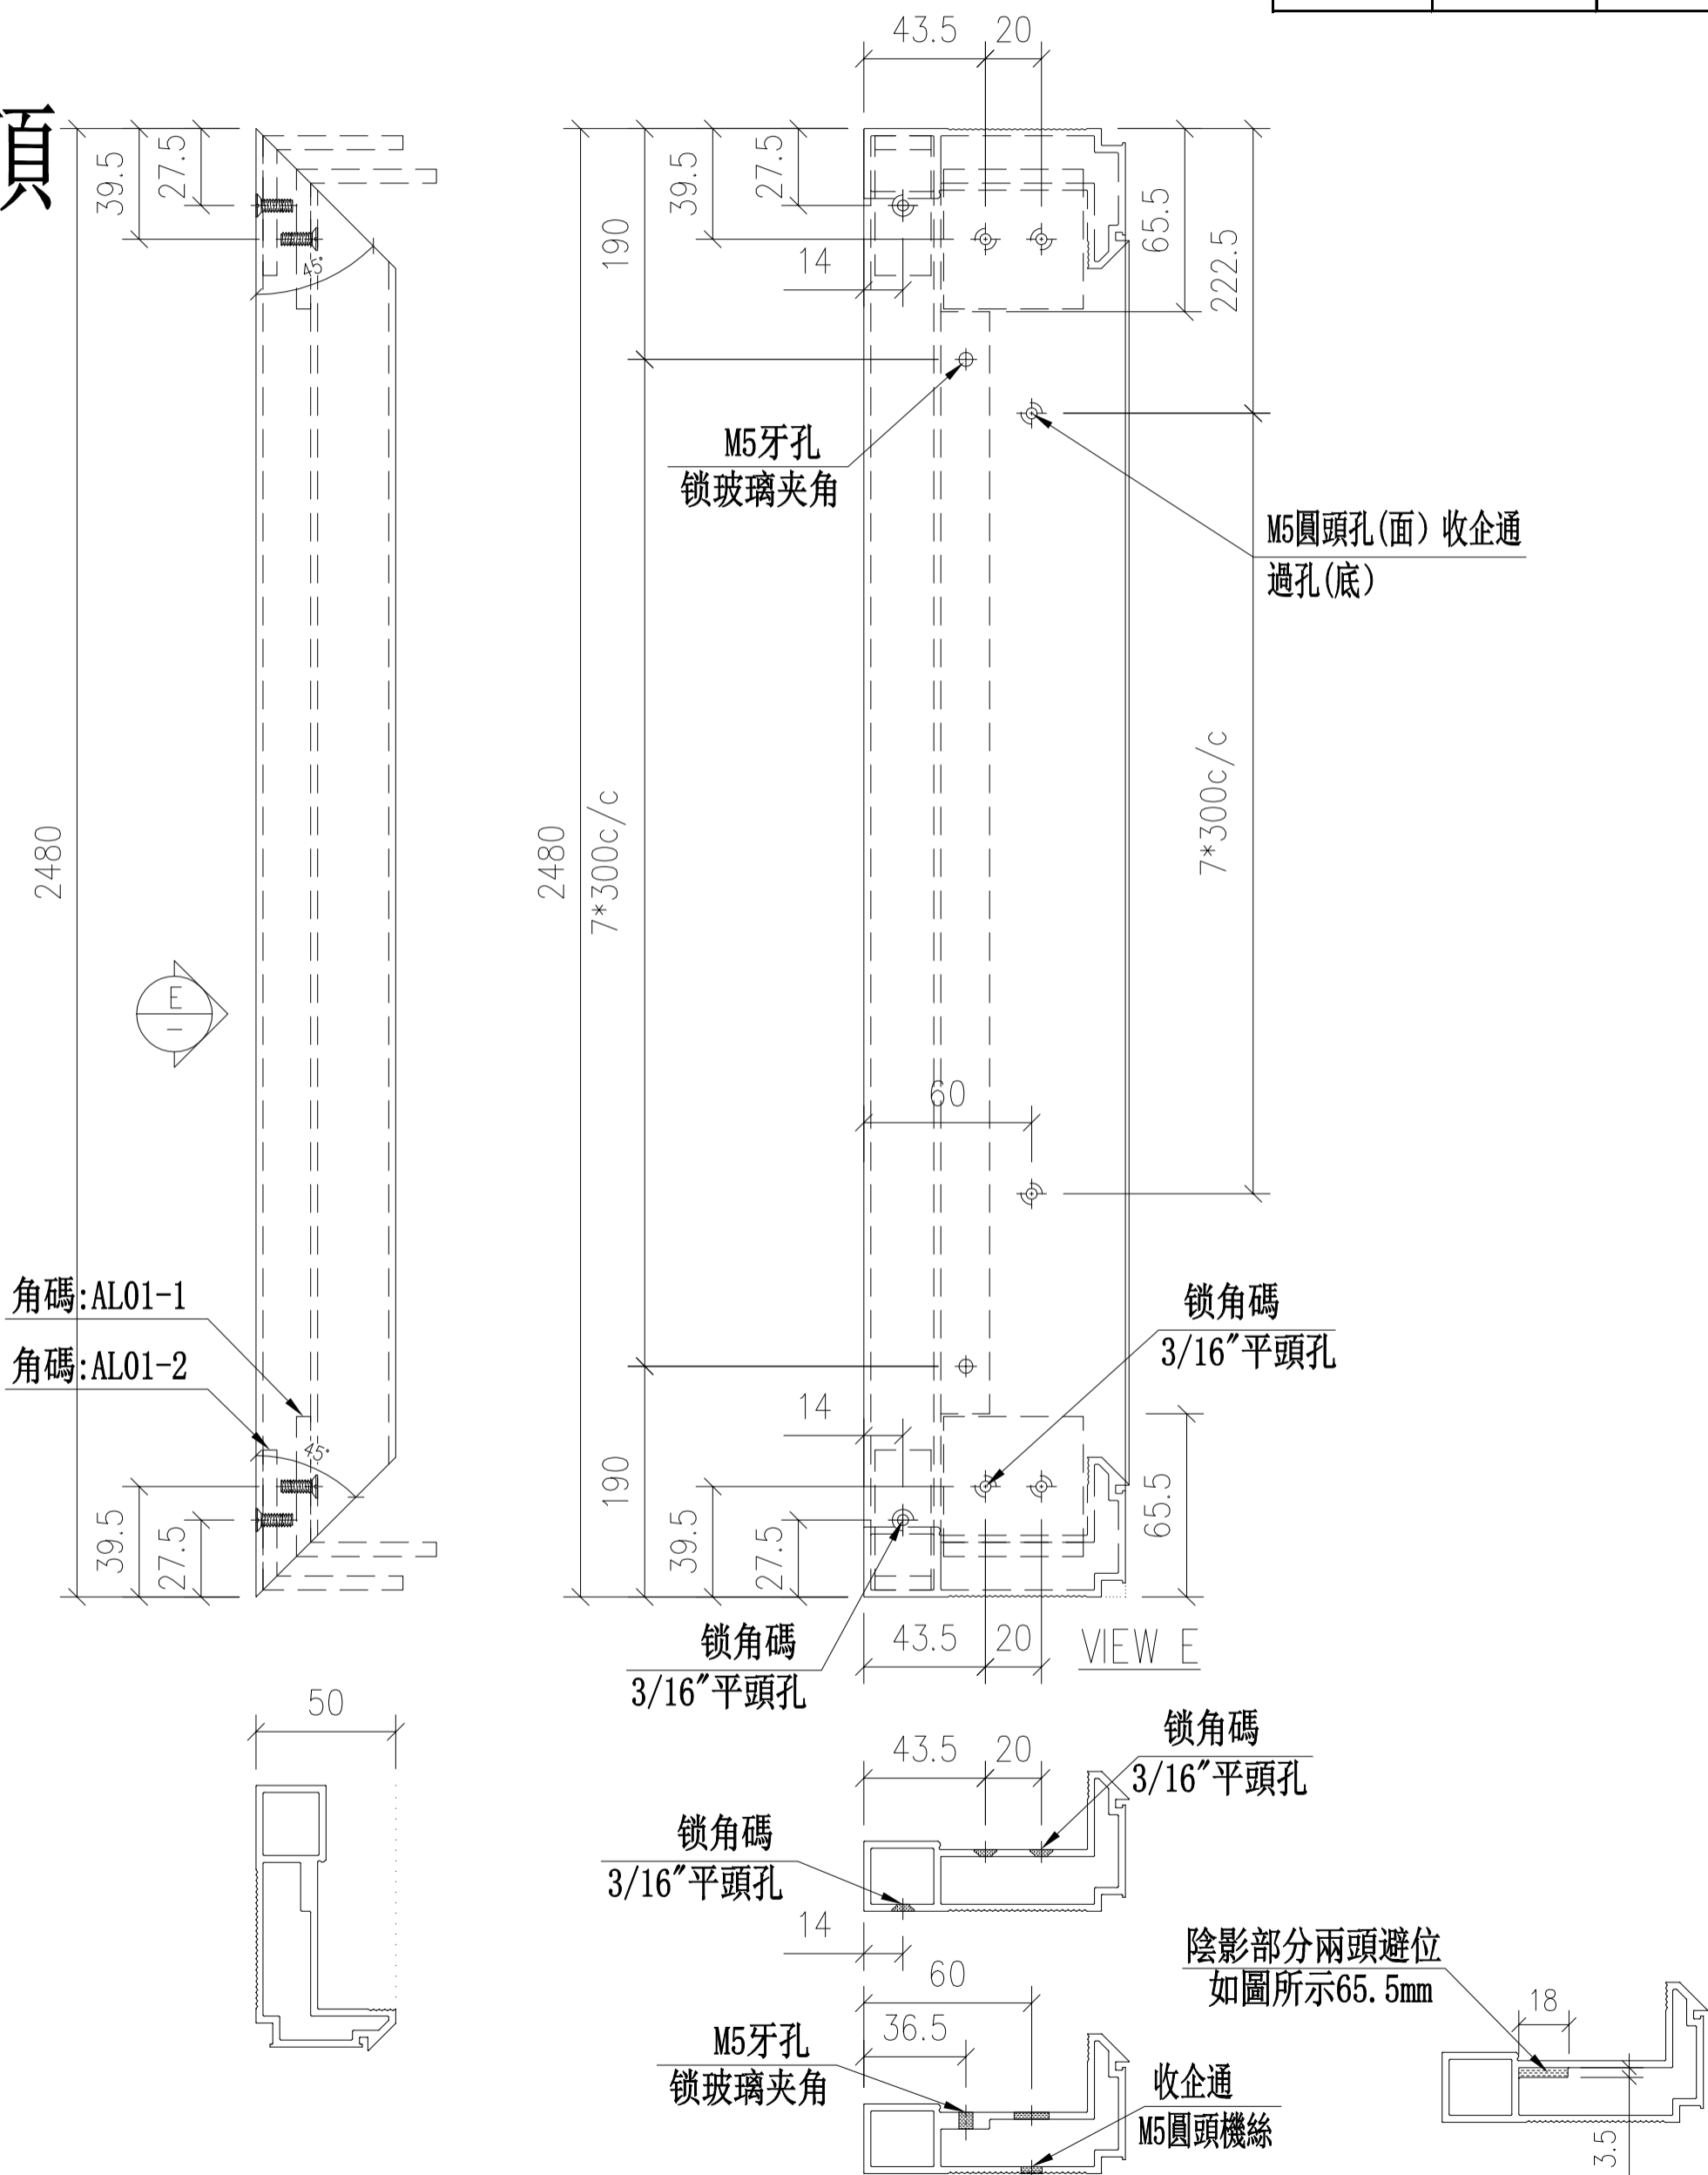 43.5
20
頂
39.5
27.5
190
39.5
27.5
14
65.5
222.5
45°
M5牙孔
锁玻璃夹角
M5圓頭孔(面) 收企通
過孔(底)
2480
2480
7*300c/c
7*300c/c
E
–
60
角碼:AL01-1
角碼:AL01-2
锁角碼
3/16"平頭孔
14
45°
39.5
27.5
190
39.5
27.5
65.5
锁角碼
3/16"平頭孔
43.5
20
VIEW E
50
43.5
20
锁角碼
3/16"平頭孔
锁角碼
3/16"平頭孔
14
60
36.5
M5牙孔
锁玻璃夹角
收企通
M5圓頭機絲
陰影部分兩頭避位
如圖所示65.5mm
18
3.5